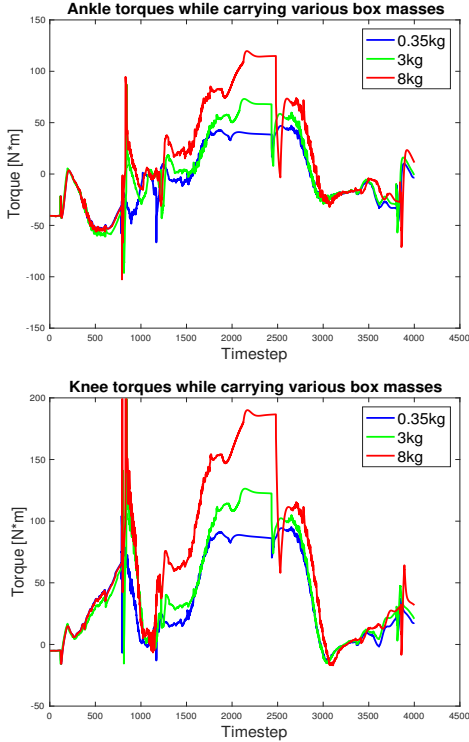 Ankle torques while carrying various box masses
150
100
50
0
-50
-100
-150
Torque [N*m]
0.35kg
3kg
8kg
0 500 1000 1500 2000 2500 3000 3500 4000 4500
Timestep
Knee torques while carrying various box masses
200
150
100
50
0
-50
Torque [N*m]
0.35kg
3kg
8kg
0 500 1000 1500 2000 2500 3000 3500 4000 4500
Timestep